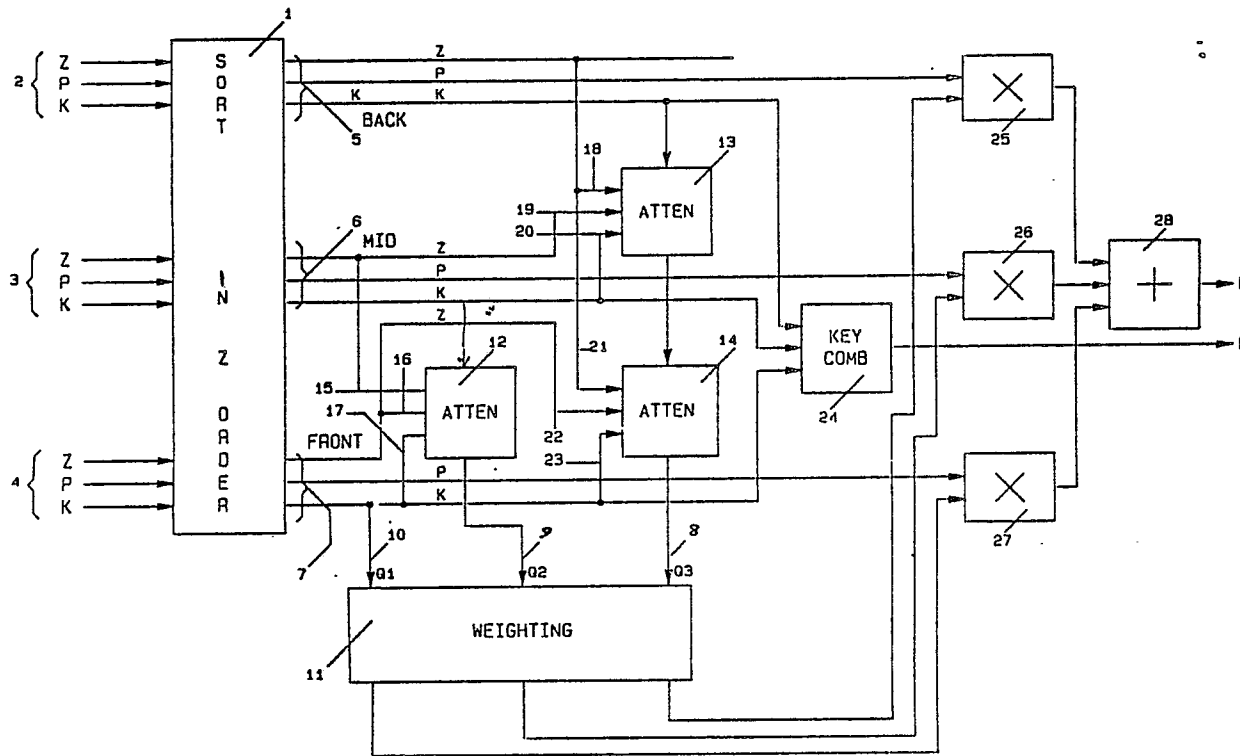 1
S O R T I N Z O R D E R
2 Z
P
K
Z
P
K K
BACK
5
25
18
13
ATTEN
19
20
6
MID
3 Z
P
K
Z
P
K
Z
26
28
12
ATTEN
15
16
17
21
14
ATTEN
22
23
KEY
COMB
24
4 Z
P
K
FRONT
P
K
7
27
10
9
8
Q1
Q2
Q3
WEIGHTING
11